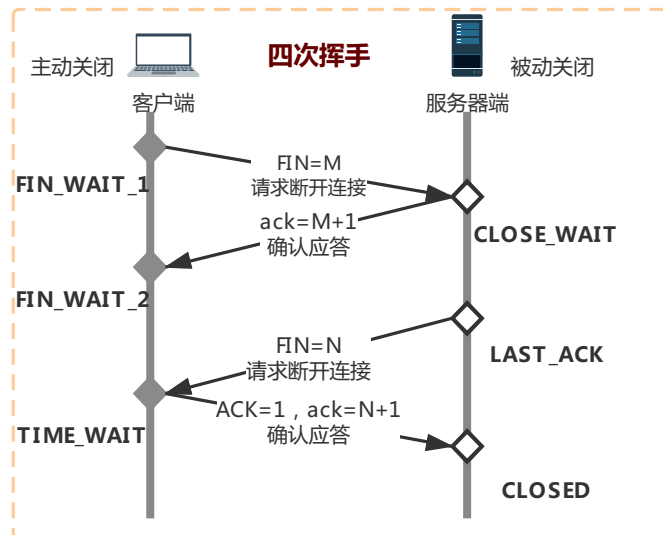 四次挥手
主动关闭
被动关闭
客户端
服务器端
FIN=M
请求断开连接
FIN_WAIT_1
ack=M+1
确认应答
CLOSE_WAIT
FIN_WAIT_2
FIN=N
请求断开连接
LAST_ACK
ACK=1，ack=N+1
确认应答
TIME_WAIT
CLOSED